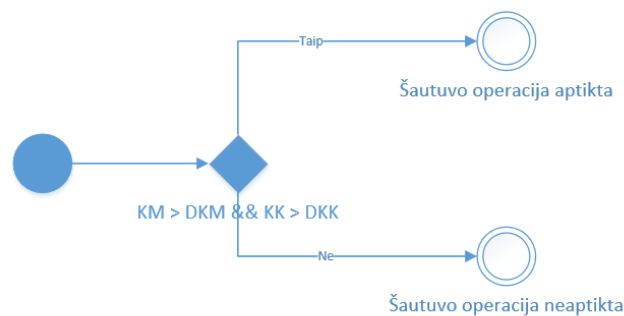 Taip
Šautuvo operacija aptikta
KM > DKM && KK > DKK
Ne
Šautuvo operacija neaptikta